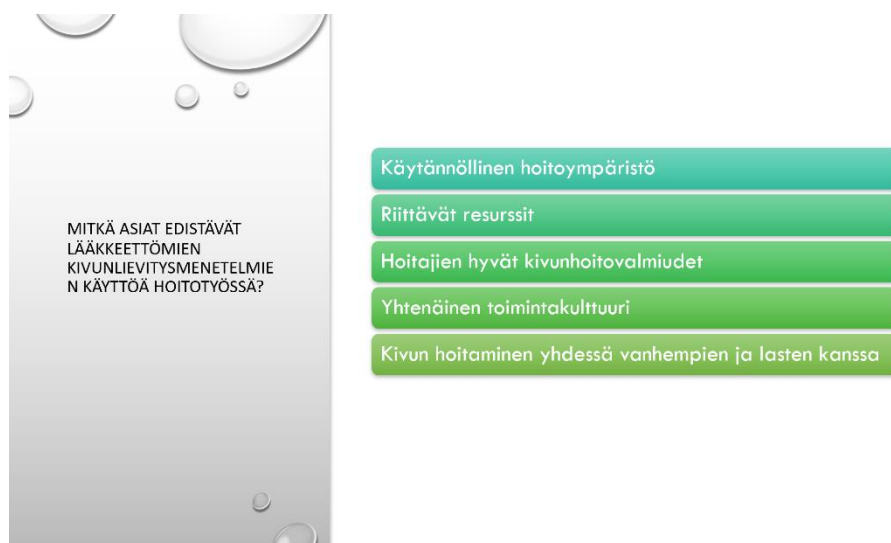 MITKÄ ASIAT EDISTÄVÄT
LÄÄKKEETTÖMIEN
KIVUNLIEVITYSMENETELMIE
N KÄYTTÖÄ HOITOTYÖSSÄ?
Käytännöllinen hoitoympäristö
Riittävät resurssit
Hoitajien hyvät kivunhoitovalmiudet
Yhtenäinen toimintakulttuuri
Kivun hoitaminen yhdessä vanhempien ja lasten kanssa